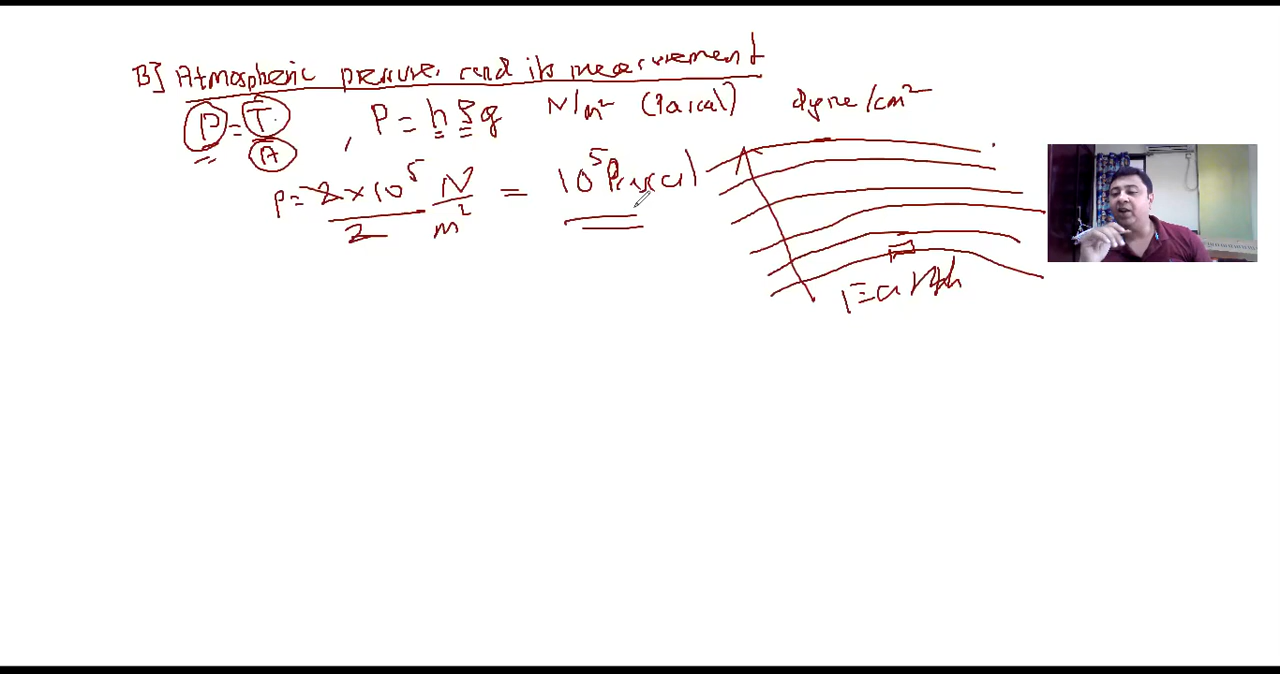 B] Atmospheric pressure and its measurement
P = T/A , P = hρg N/m² (Pascal) dyne/cm²
P = 2×10⁵/2 N/m² = 10⁵ Pascal
Earth